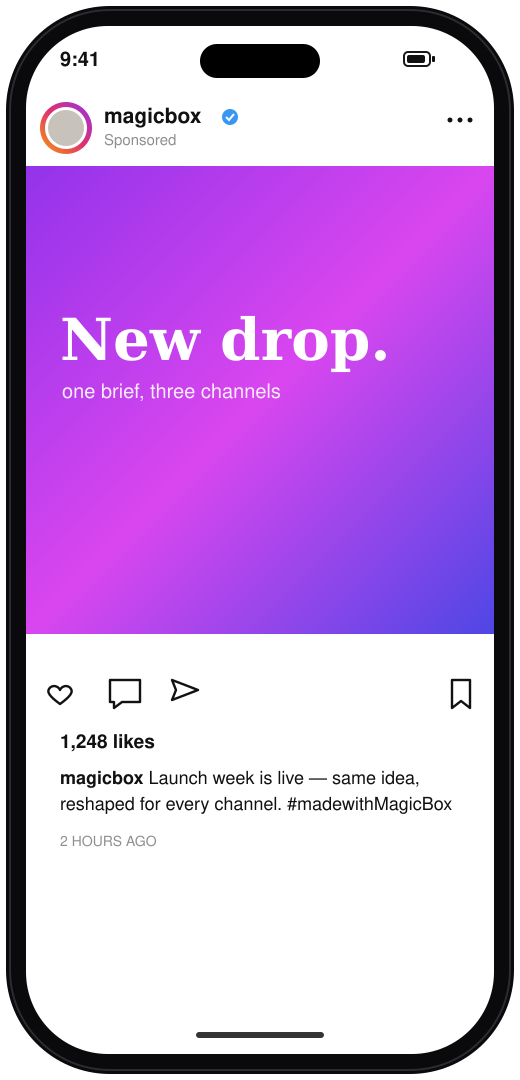 9:41
magicbox
Sponsored
New drop.
one brief, three channels
1,248 likes
magicbox Launch week is live — same idea,
reshaped for every channel. #madewithMagicBox
2 HOURS AGO